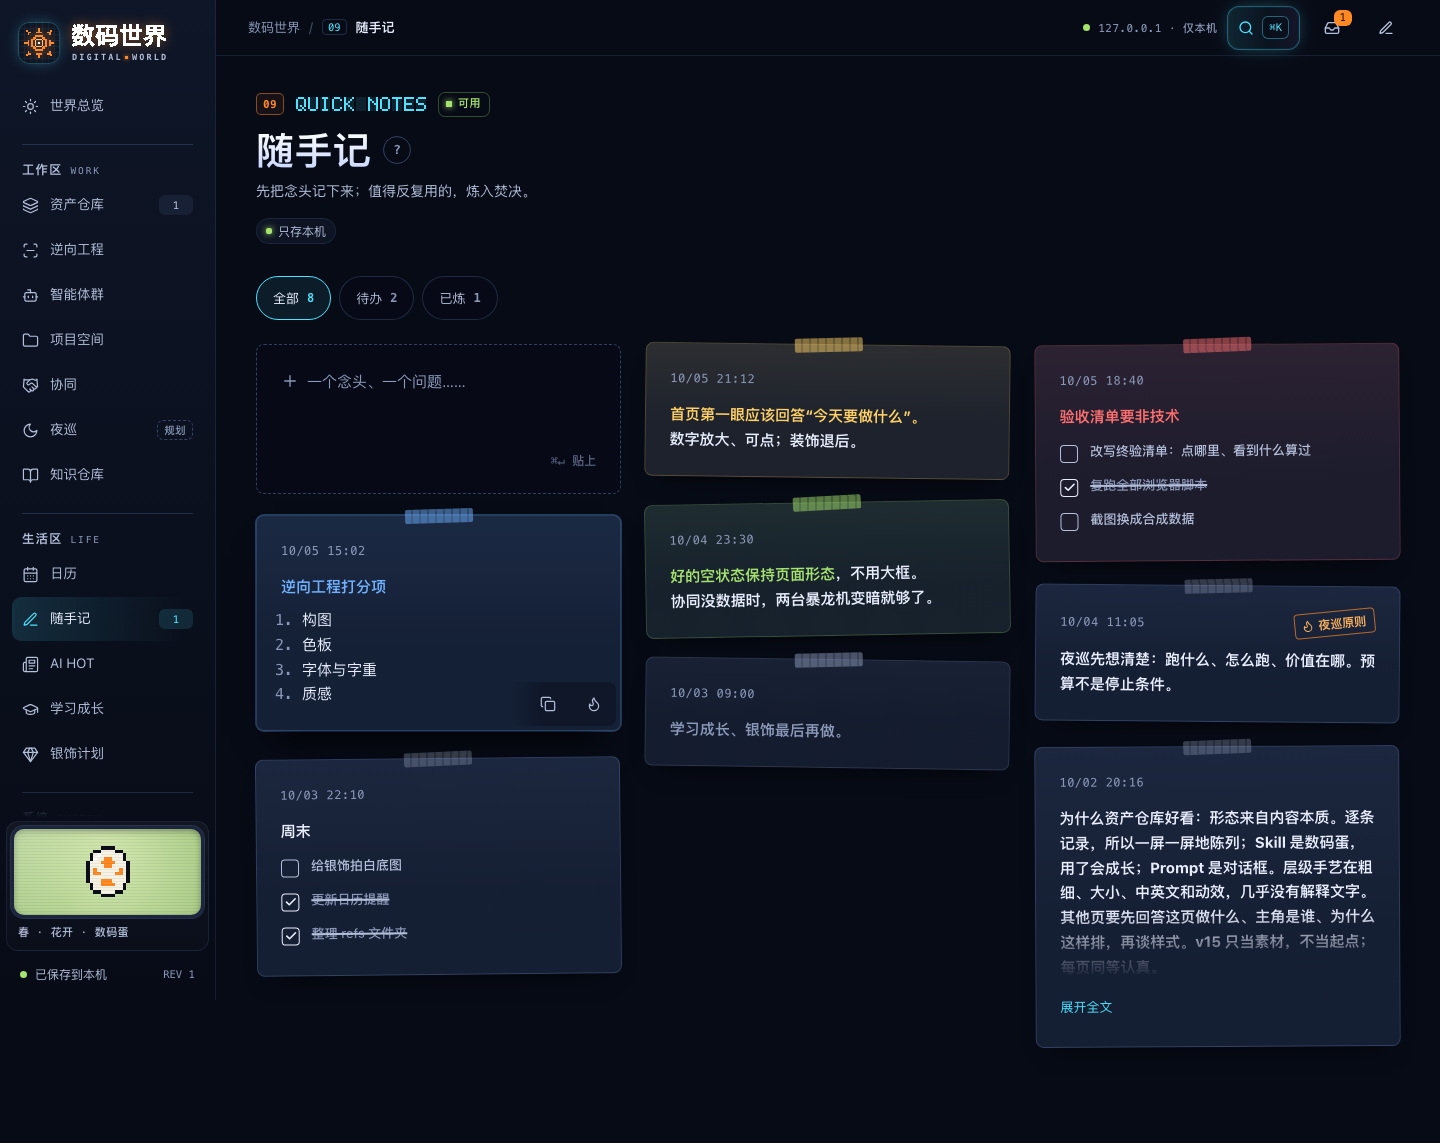 数码世界
DIGITAL WORLD
世界总览
工作区 WORK
资产仓库 1
逆向工程
智能体群
项目空间
协同
夜巡 规划
知识仓库
生活区 LIFE
日历
随手记 1
AI HOT
学习成长
银饰计划
春 · 花开 · 数码蛋
已保存到本机 REV 1
数码世界 / 09 随手记
127.0.0.1 · 仅本机
⌘K
1
09 QUICK NOTES 可用
随手记 ?
先把念头记下来；值得反复用的，炼入焚决。
只存本机
全部 8
待办 2
已炼 1
一个念头、一个问题……
⌘↵ 贴上
10/05 15:02
逆向工程打分项
1. 构图
2. 色板
3. 字体与字重
4. 质感
10/03 22:10
周末
给银饰拍白底图
更新日历提醒
整理 refs 文件夹
10/05 21:12
首页第一眼应该回答“今天要做什么”。
数字放大、可点；装饰退后。
10/04 23:30
好的空状态保持页面形态，不用大框。
协同没数据时，两台暴龙机变暗就够了。
10/03 09:00
学习成长、银饰最后再做。
10/05 18:40
验收清单要非技术
改写终验清单：点哪里、看到什么算过
复跑全部浏览器脚本
截图换成合成数据
10/04 11:05
夜巡原则
夜巡先想清楚：跑什么、怎么跑、价值在哪。预
算不是停止条件。
10/02 20:16
为什么资产仓库好看：形态来自内容本质。逐条
记录，所以一屏一屏地陈列；Skill 是数码蛋，
用了会成长；Prompt 是对话框。层级手艺在粗
细、大小、中英文和动效，几乎没有解释文字。
其他页要先回答这页做什么、主角是谁、为什么
这样排，再谈样式。v15 只当素材，不当起点；
每页同等认真。
展开全文